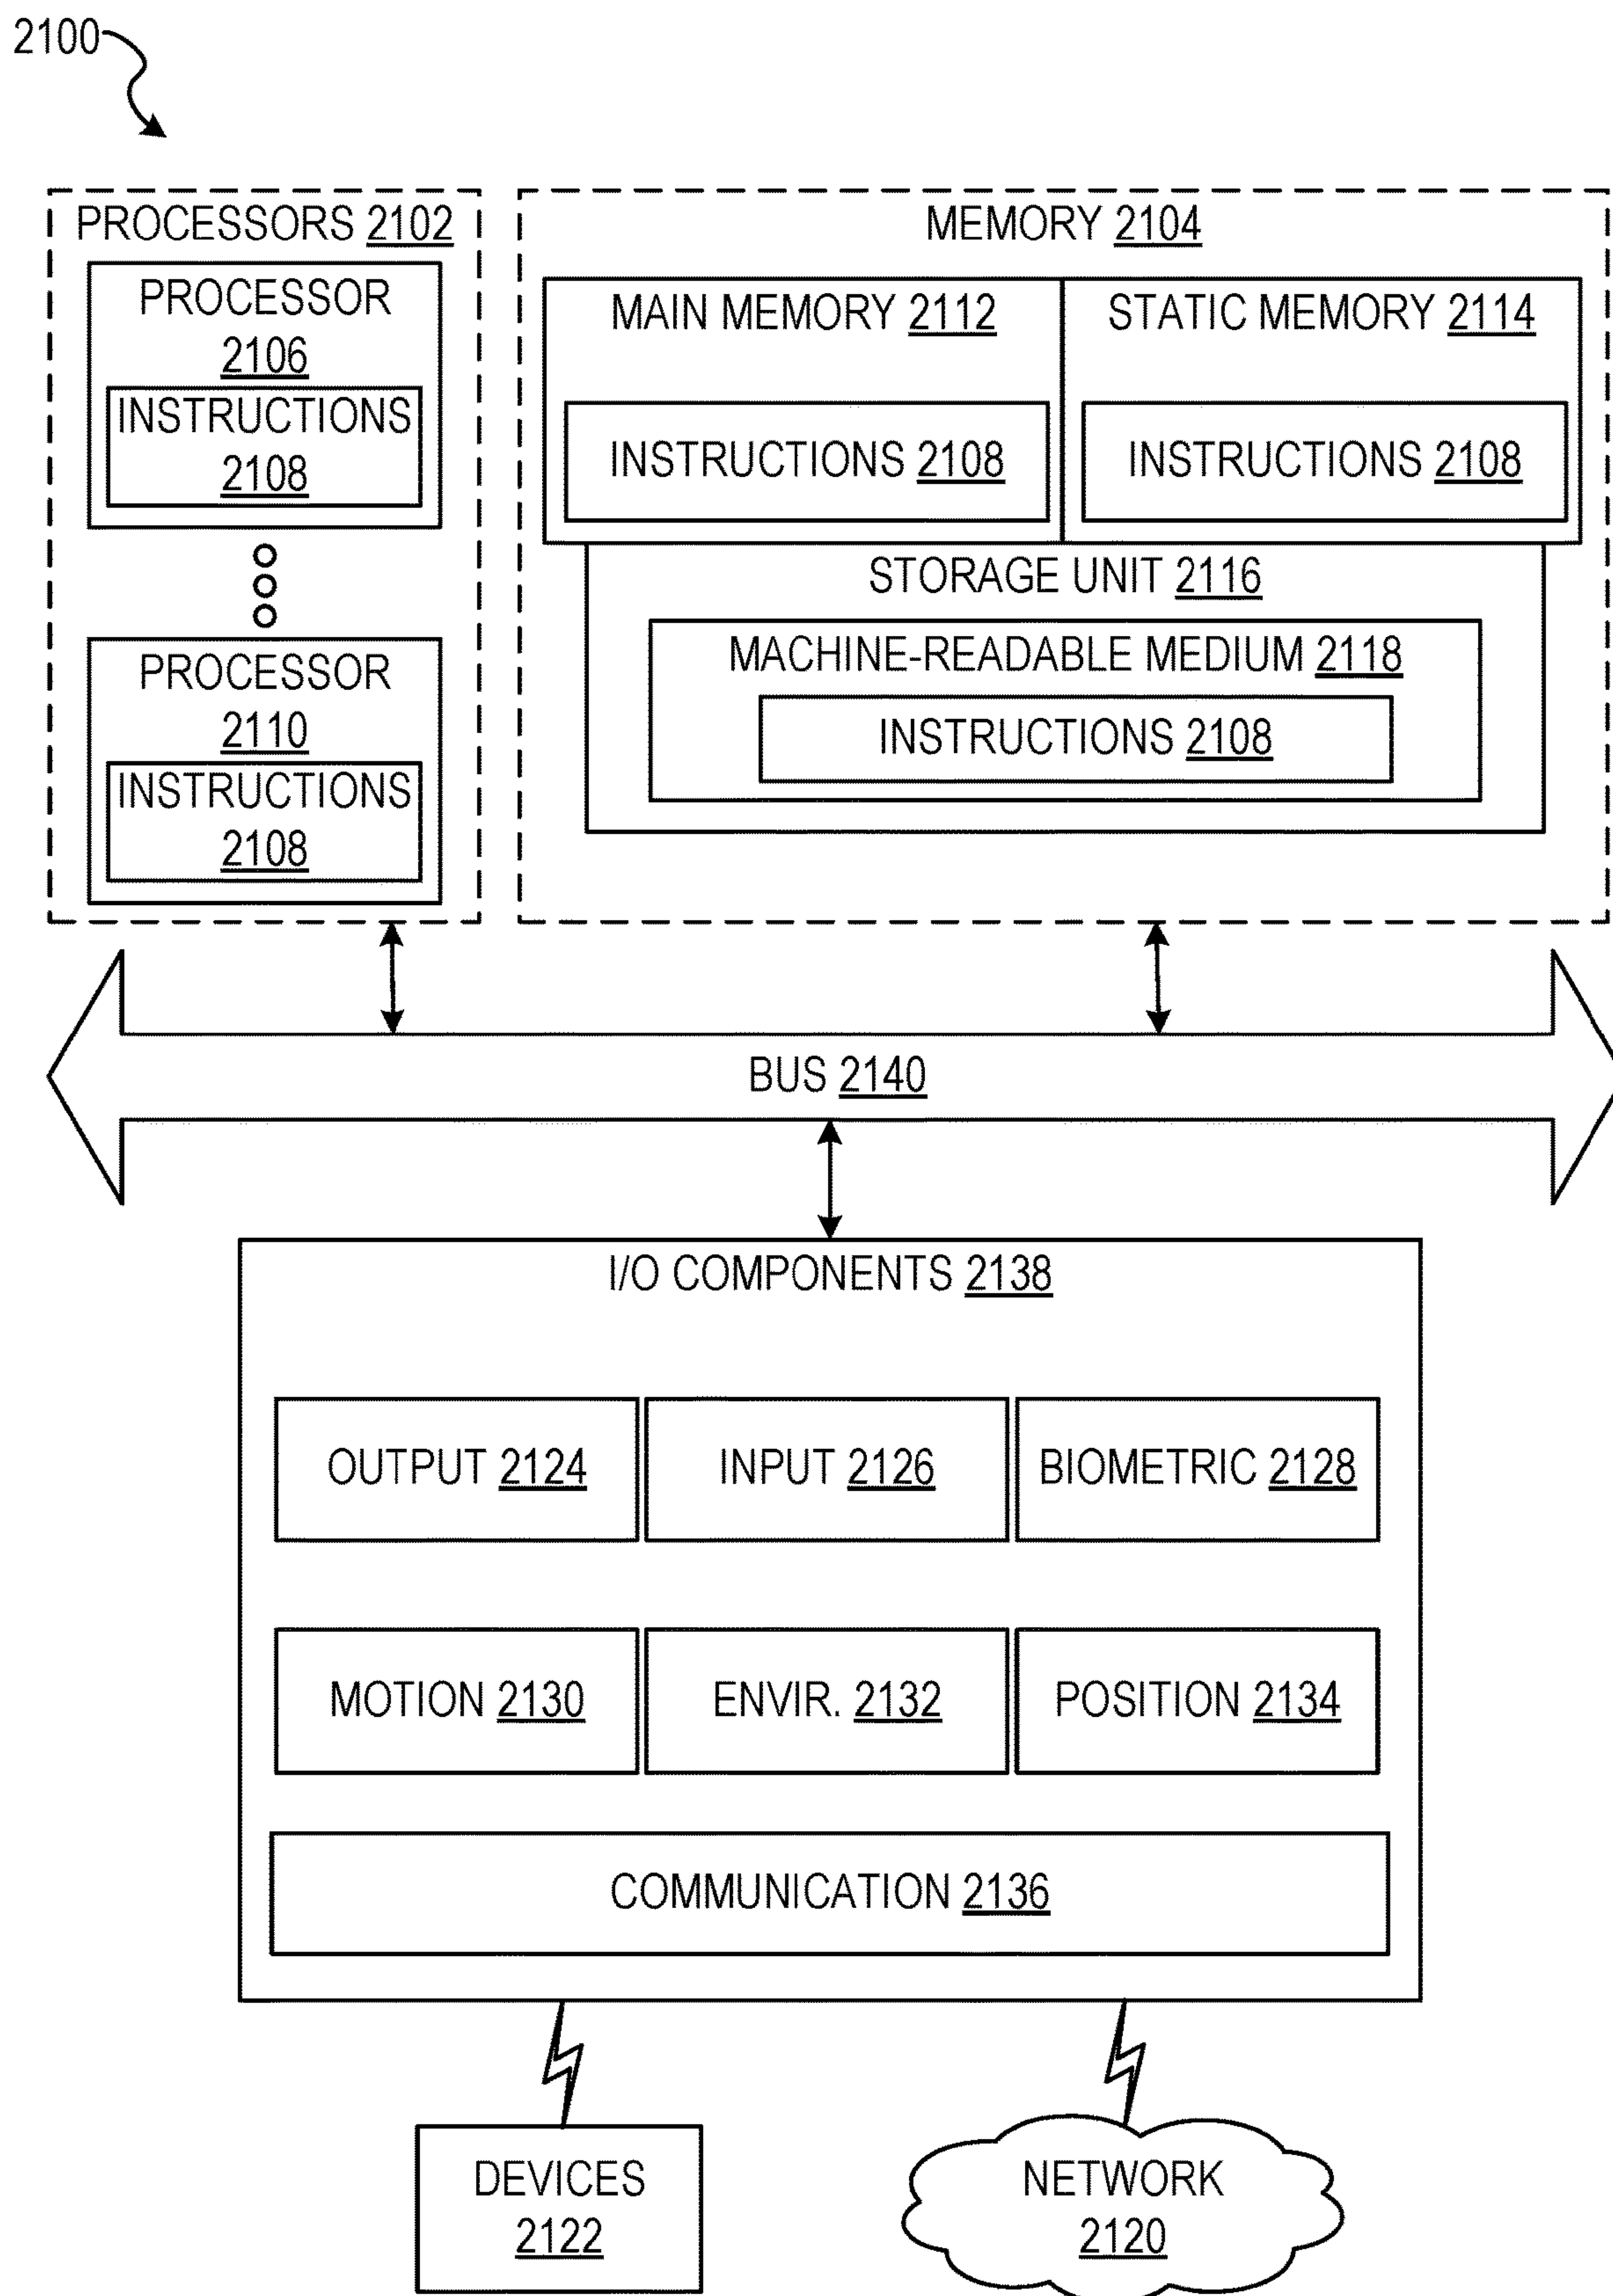 2100
PROCESSORS 2102
PROCESSOR
2106
INSTRUCTIONS
2108
PROCESSOR
2110
INSTRUCTIONS
2108
MEMORY 2104
MAIN MEMORY 2112
INSTRUCTIONS 2108
STATIC MEMORY 2114
INSTRUCTIONS 2108
STORAGE UNIT 2116
MACHINE-READABLE MEDIUM 2118
INSTRUCTIONS 2108
BUS 2140
I/O COMPONENTS 2138
OUTPUT 2124
INPUT 2126
BIOMETRIC 2128
MOTION 2130
ENVIR. 2132
POSITION 2134
COMMUNICATION 2136
DEVICES
2122
NETWORK
2120